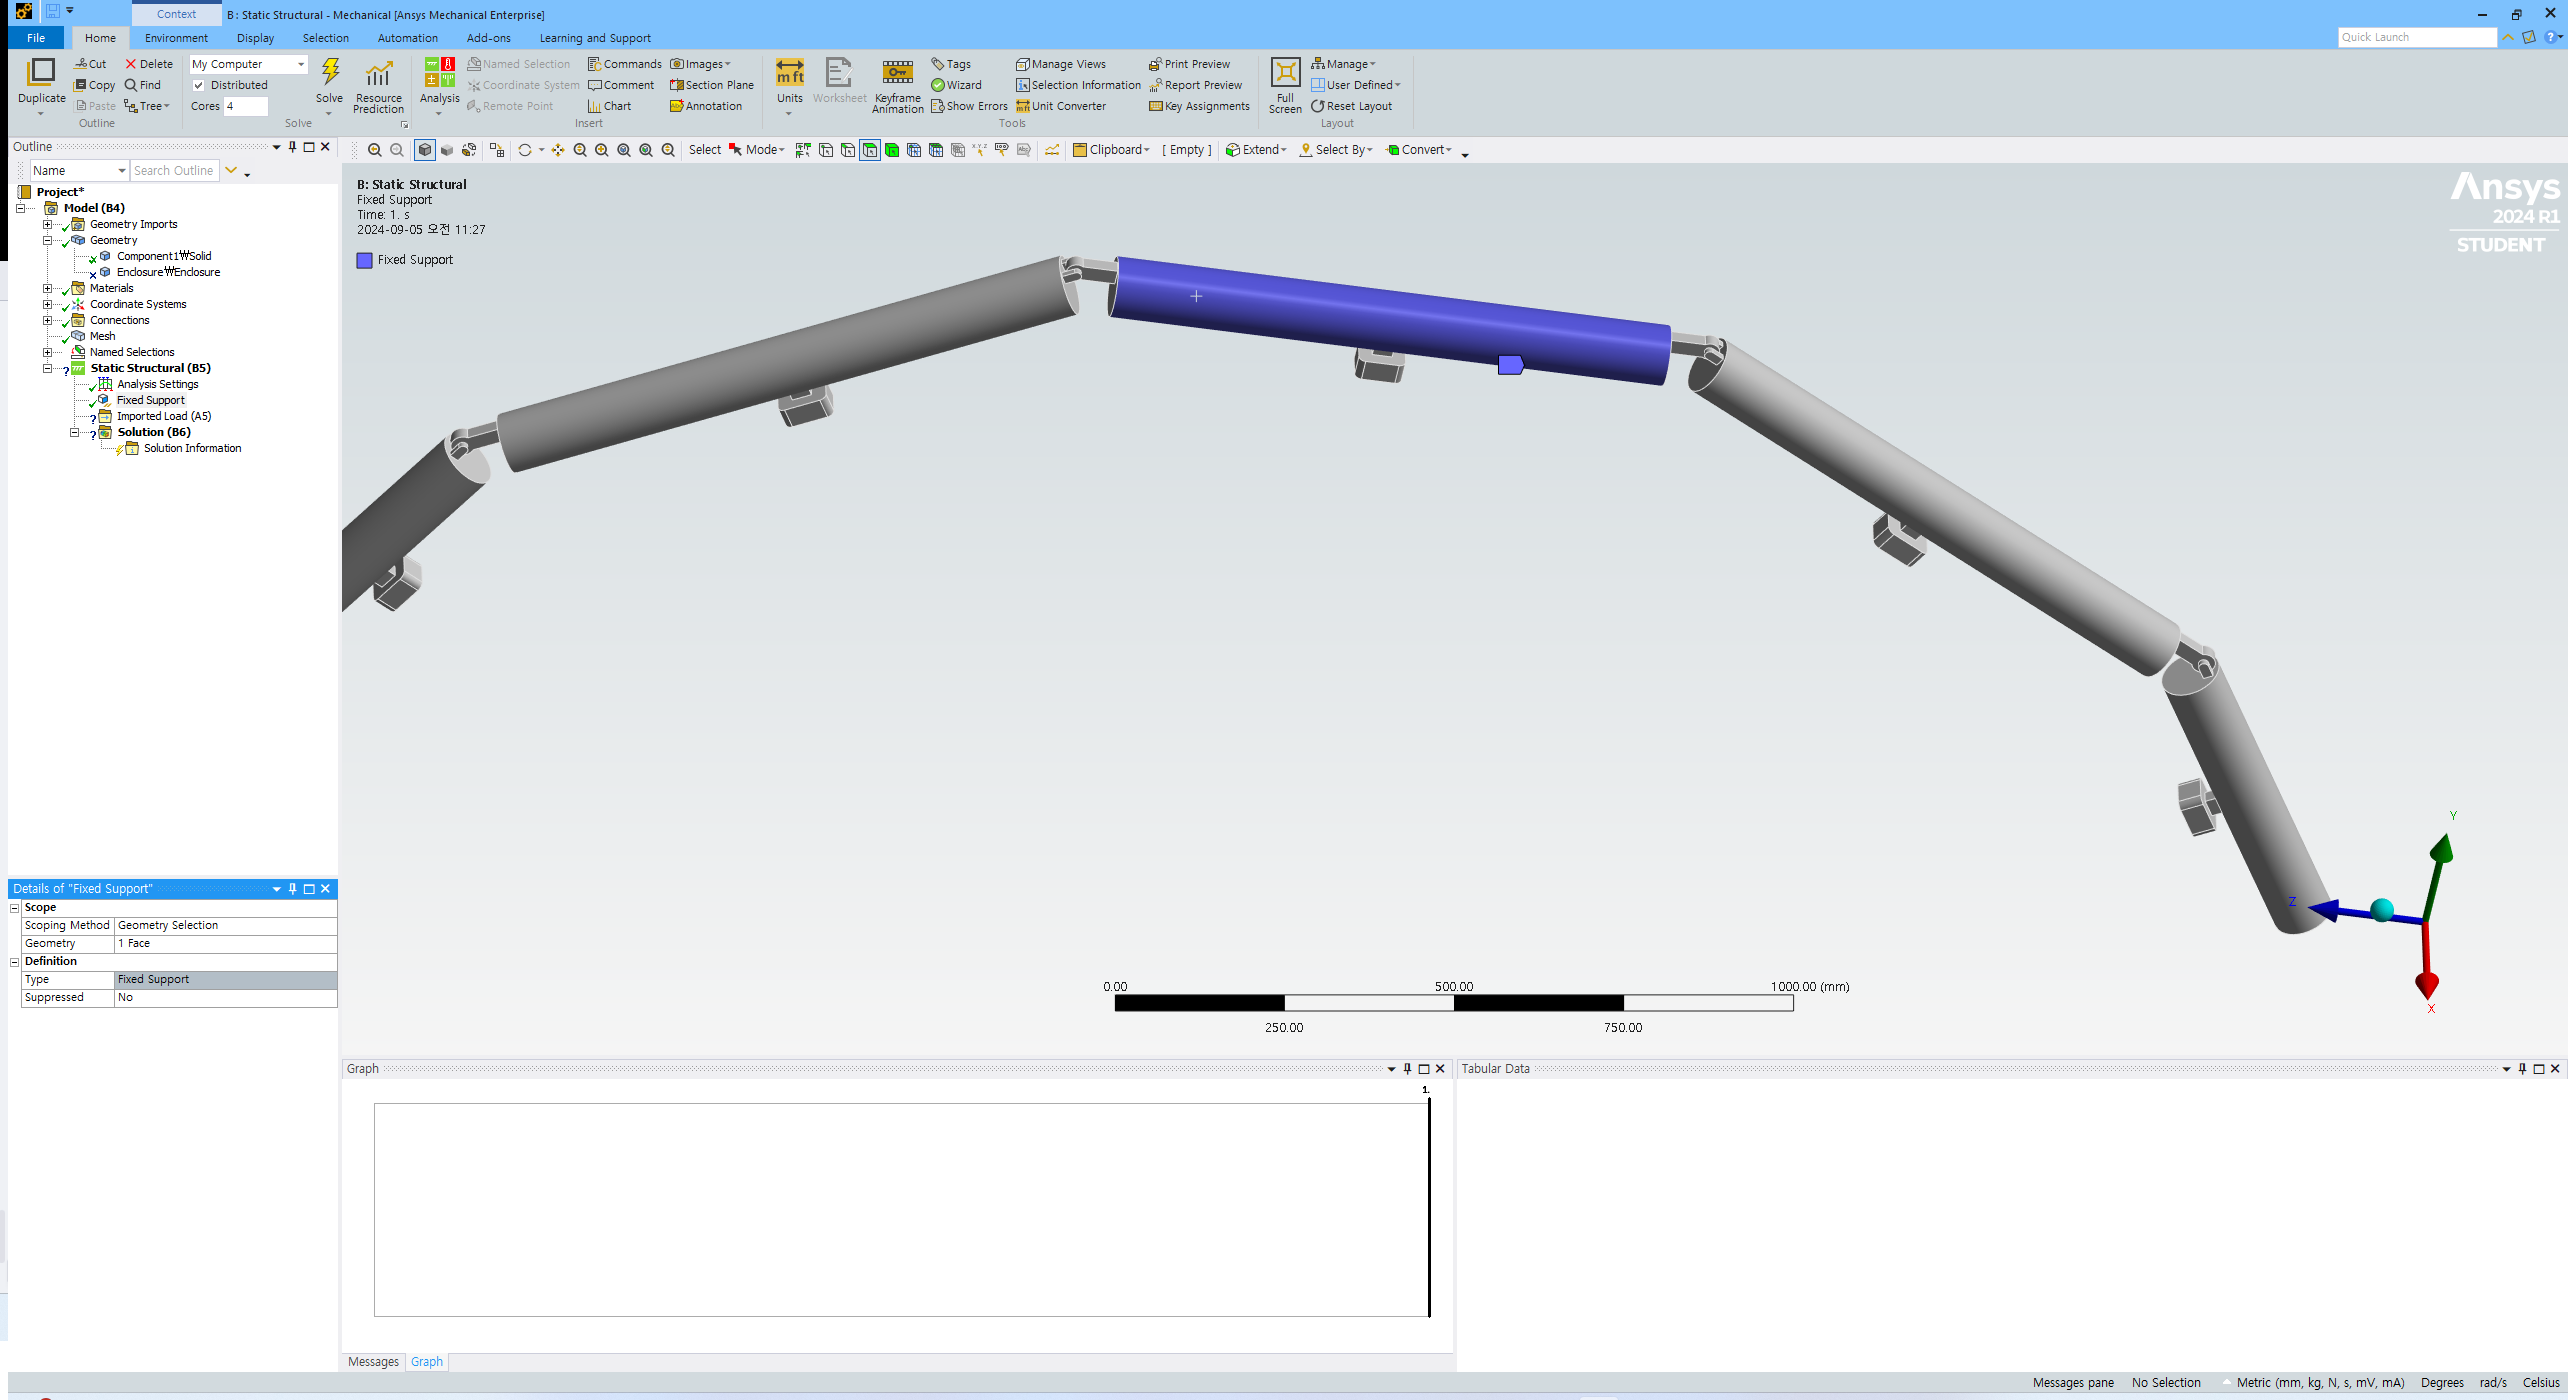 Context
B: Static Structural - Mechanical [Ansys Mechanical Enterprise]
File Home Environment Display Selection Automation Add-ons Learning and Support
Quick Launch
Duplicate
Cut
Copy
Paste
Delete
Find
Tree
Outline
My Computer
Distributed
Cores 4
Solve
Resource Prediction
Solve
Analysis
Named Selection
Coordinate System
Remote Point
Commands
Comment
Chart
Images
Section Plane
Annotation
Insert
mft
Units
Worksheet
Keyframe Animation
Tags
Wizard
Show Errors
Manage Views
Selection Information
Unit Converter
Print Preview
Report Preview
Key Assignments
Tools
Full Screen
Manage
User Defined
Reset Layout
Layout
Outline
Name
Search Outline
Select Mode Clipboard [ Empty ] Extend Select By Convert
Project*
Model (B4)
Geometry Imports
Geometry
Component1₩Solid
Enclosure₩Enclosure
Materials
Coordinate Systems
Connections
Mesh
Named Selections
Static Structural (B5)
Analysis Settings
Fixed Support
Imported Load (A5)
Solution (B6)
Solution Information
B: Static Structural
Fixed Support
Time: 1. s
2024-09-05 오전 11:27
Fixed Support
Ansys
2024 R1
STUDENT
Y
Z
X
0.00 500.00 1000.00 (mm)
250.00 750.00
Details of "Fixed Support"
Scope
Scoping Method Geometry Selection
Geometry 1 Face
Definition
Type Fixed Support
Suppressed No
Graph
1.
Messages Graph
Tabular Data
Messages pane No Selection Metric (mm, kg, N, s, mV, mA) Degrees rad/s Celsius